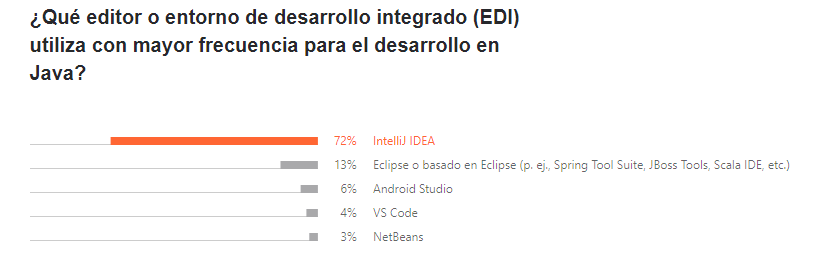 ¿Qué editor o entorno de desarrollo integrado (EDI)
utiliza con mayor frecuencia para el desarrollo en
Java?
72% IntelliJ IDEA
13% Eclipse o basado en Eclipse (p. ej., Spring Tool Suite, JBoss Tools, Scala IDE, etc.)
6% Android Studio
4% VS Code
3% NetBeans